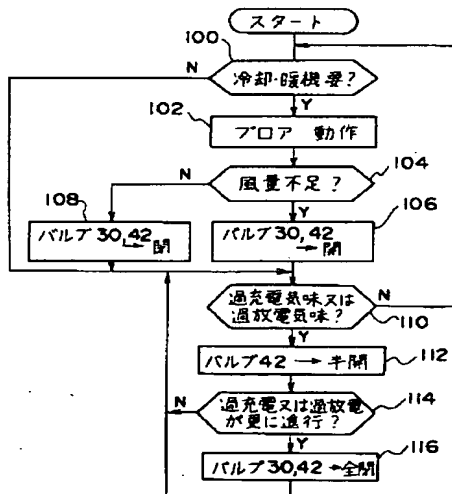 スタート
100
N
冷却・暖機要?
Y
102
ブロア 動作
104
N
風量不足?
Y
108
106
バルブ30,42
→閉
バルブ30,42
→開
過充電気味又は
過放電気味?
N
110
Y
バルブ42→半開
112
N
過充電又は過放電
が更に進行?
114
Y
116
バルブ30,42→全開